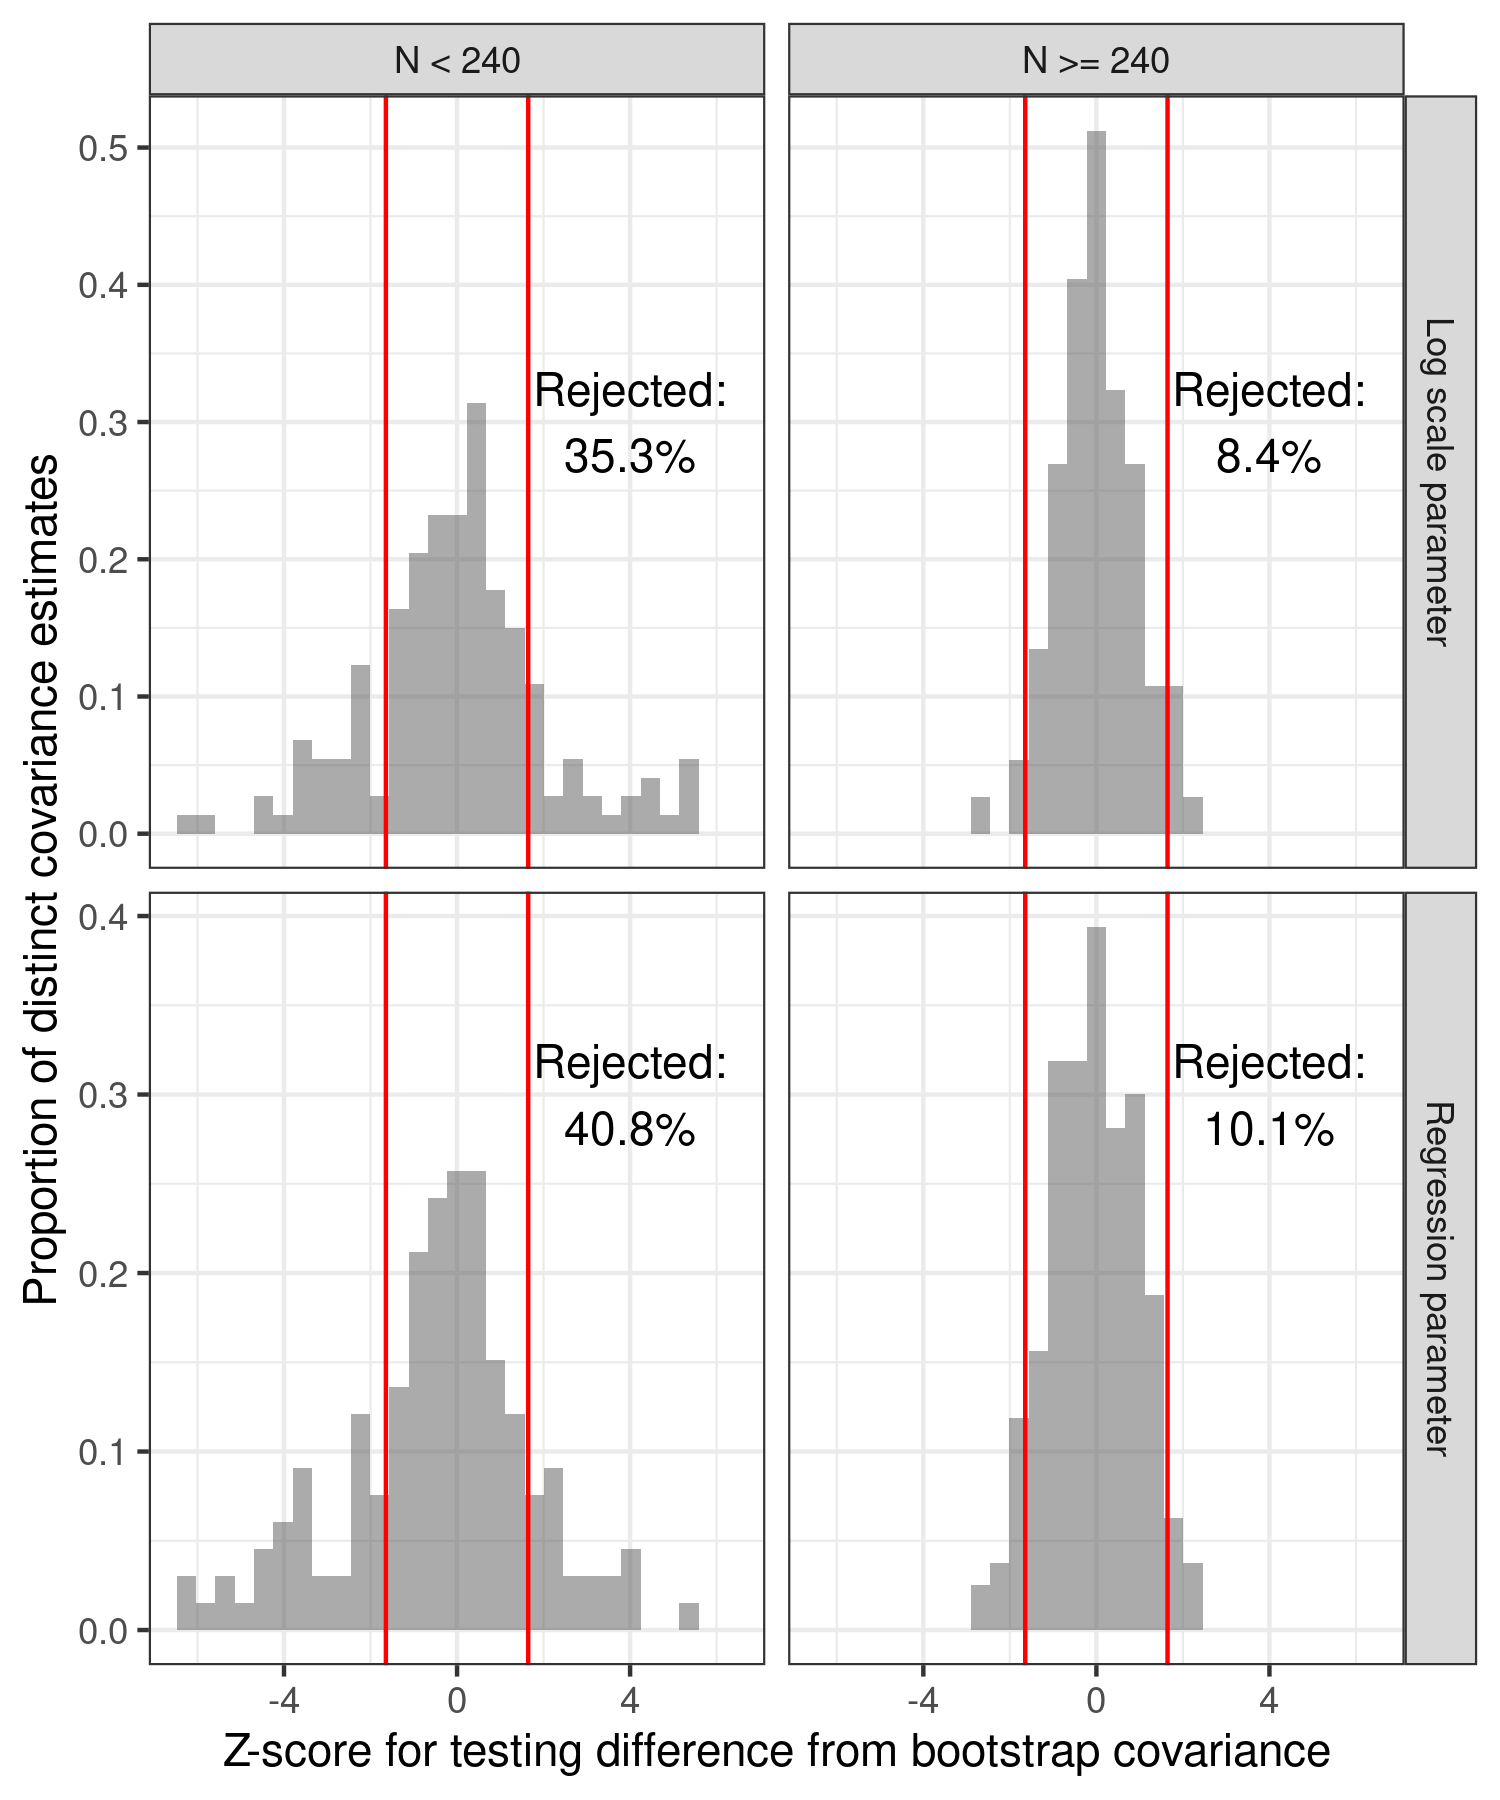 N < 240
N >= 240
0.5
0.4
0.3
0.2
0.1
0.0
Rejected:
35.3%
Rejected:
8.4%
Log scale parameter
Proportion of distinct covariance estimates
0.4
0.3
0.2
0.1
0.0
Rejected:
40.8%
Rejected:
10.1%
Regression parameter
-4 0 4
-4 0 4
Z-score for testing difference from bootstrap covariance